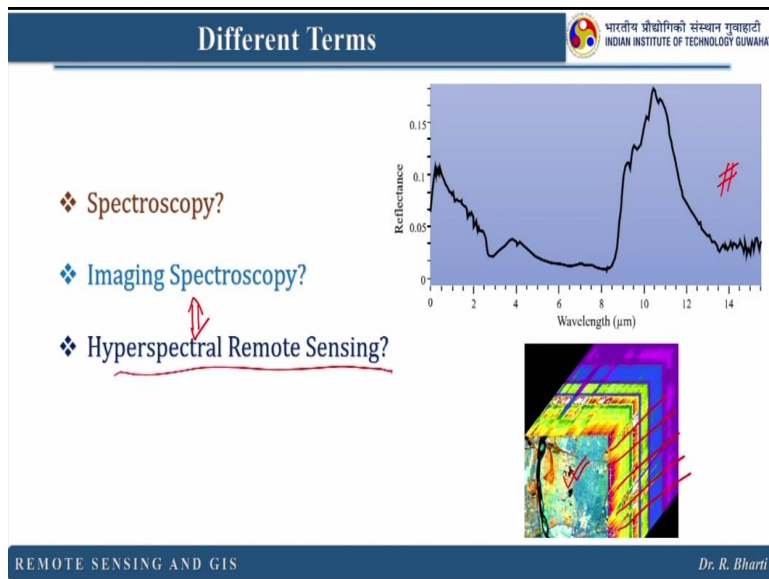 Different Terms
भारतीय प्रौद्योगिकी संस्थान गुवाहाटी
INDIAN INSTITUTE OF TECHNOLOGY GUWAHA
❖ Spectroscopy?
❖ Imaging Spectroscopy?
❖ Hyperspectral Remote Sensing?
Reflectance
0.15
0.1
0.05
0
0 2 4 6 8 10 12 14
Wavelength (µm)
#
REMOTE SENSING AND GIS
Dr. R. Bharti